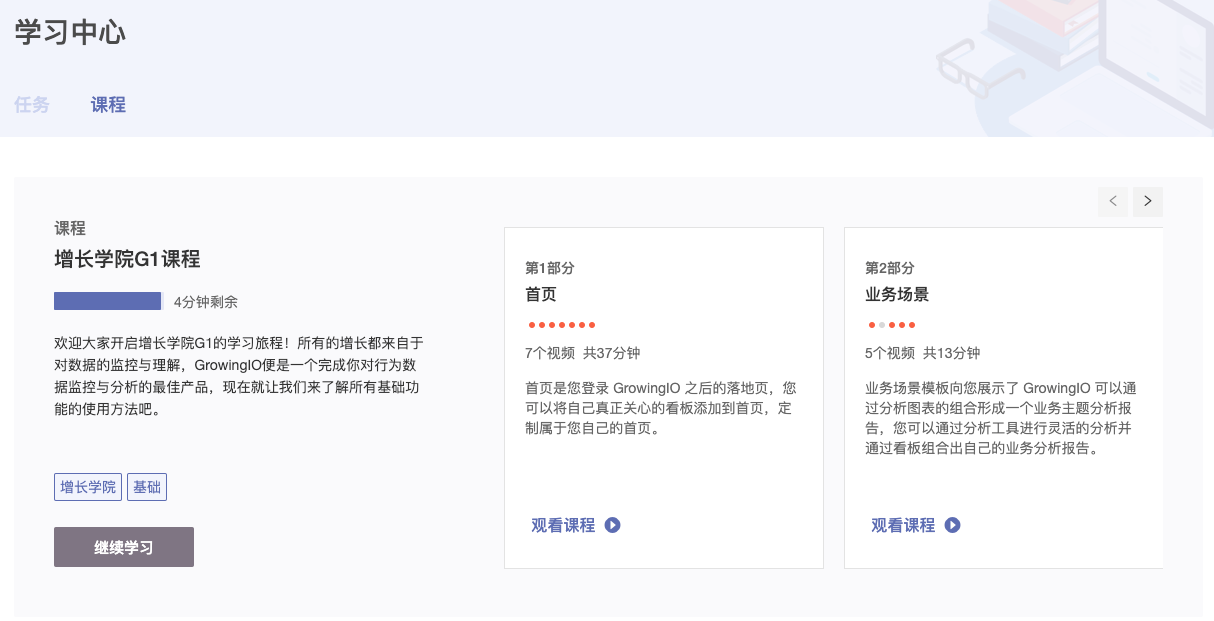 学习中心
任务
课程
课程
增长学院G1课程
4分钟剩余
欢迎大家开启增长学院G1的学习旅程！所有的增长都来自于
对数据的监控与理解，GrowingIO便是一个完成你对行为数
据监控与分析的最佳产品，现在就让我们来了解所有基础功
能的使用方法吧。
增长学院
基础
继续学习
第1部分
首页
7个视频 共37分钟
首页是您登录 GrowingIO 之后的落地页，您
可以将自己真正关心的看板添加到首页，定
制属于您自己的首页。
观看课程
第2部分
业务场景
5个视频 共13分钟
业务场景模板向您展示了 GrowingIO 可以通
过分析图表的组合形成一个业务主题分析报
告，您可以通过分析工具进行灵活的分析并
通过看板组合出自己的业务分析报告。
观看课程